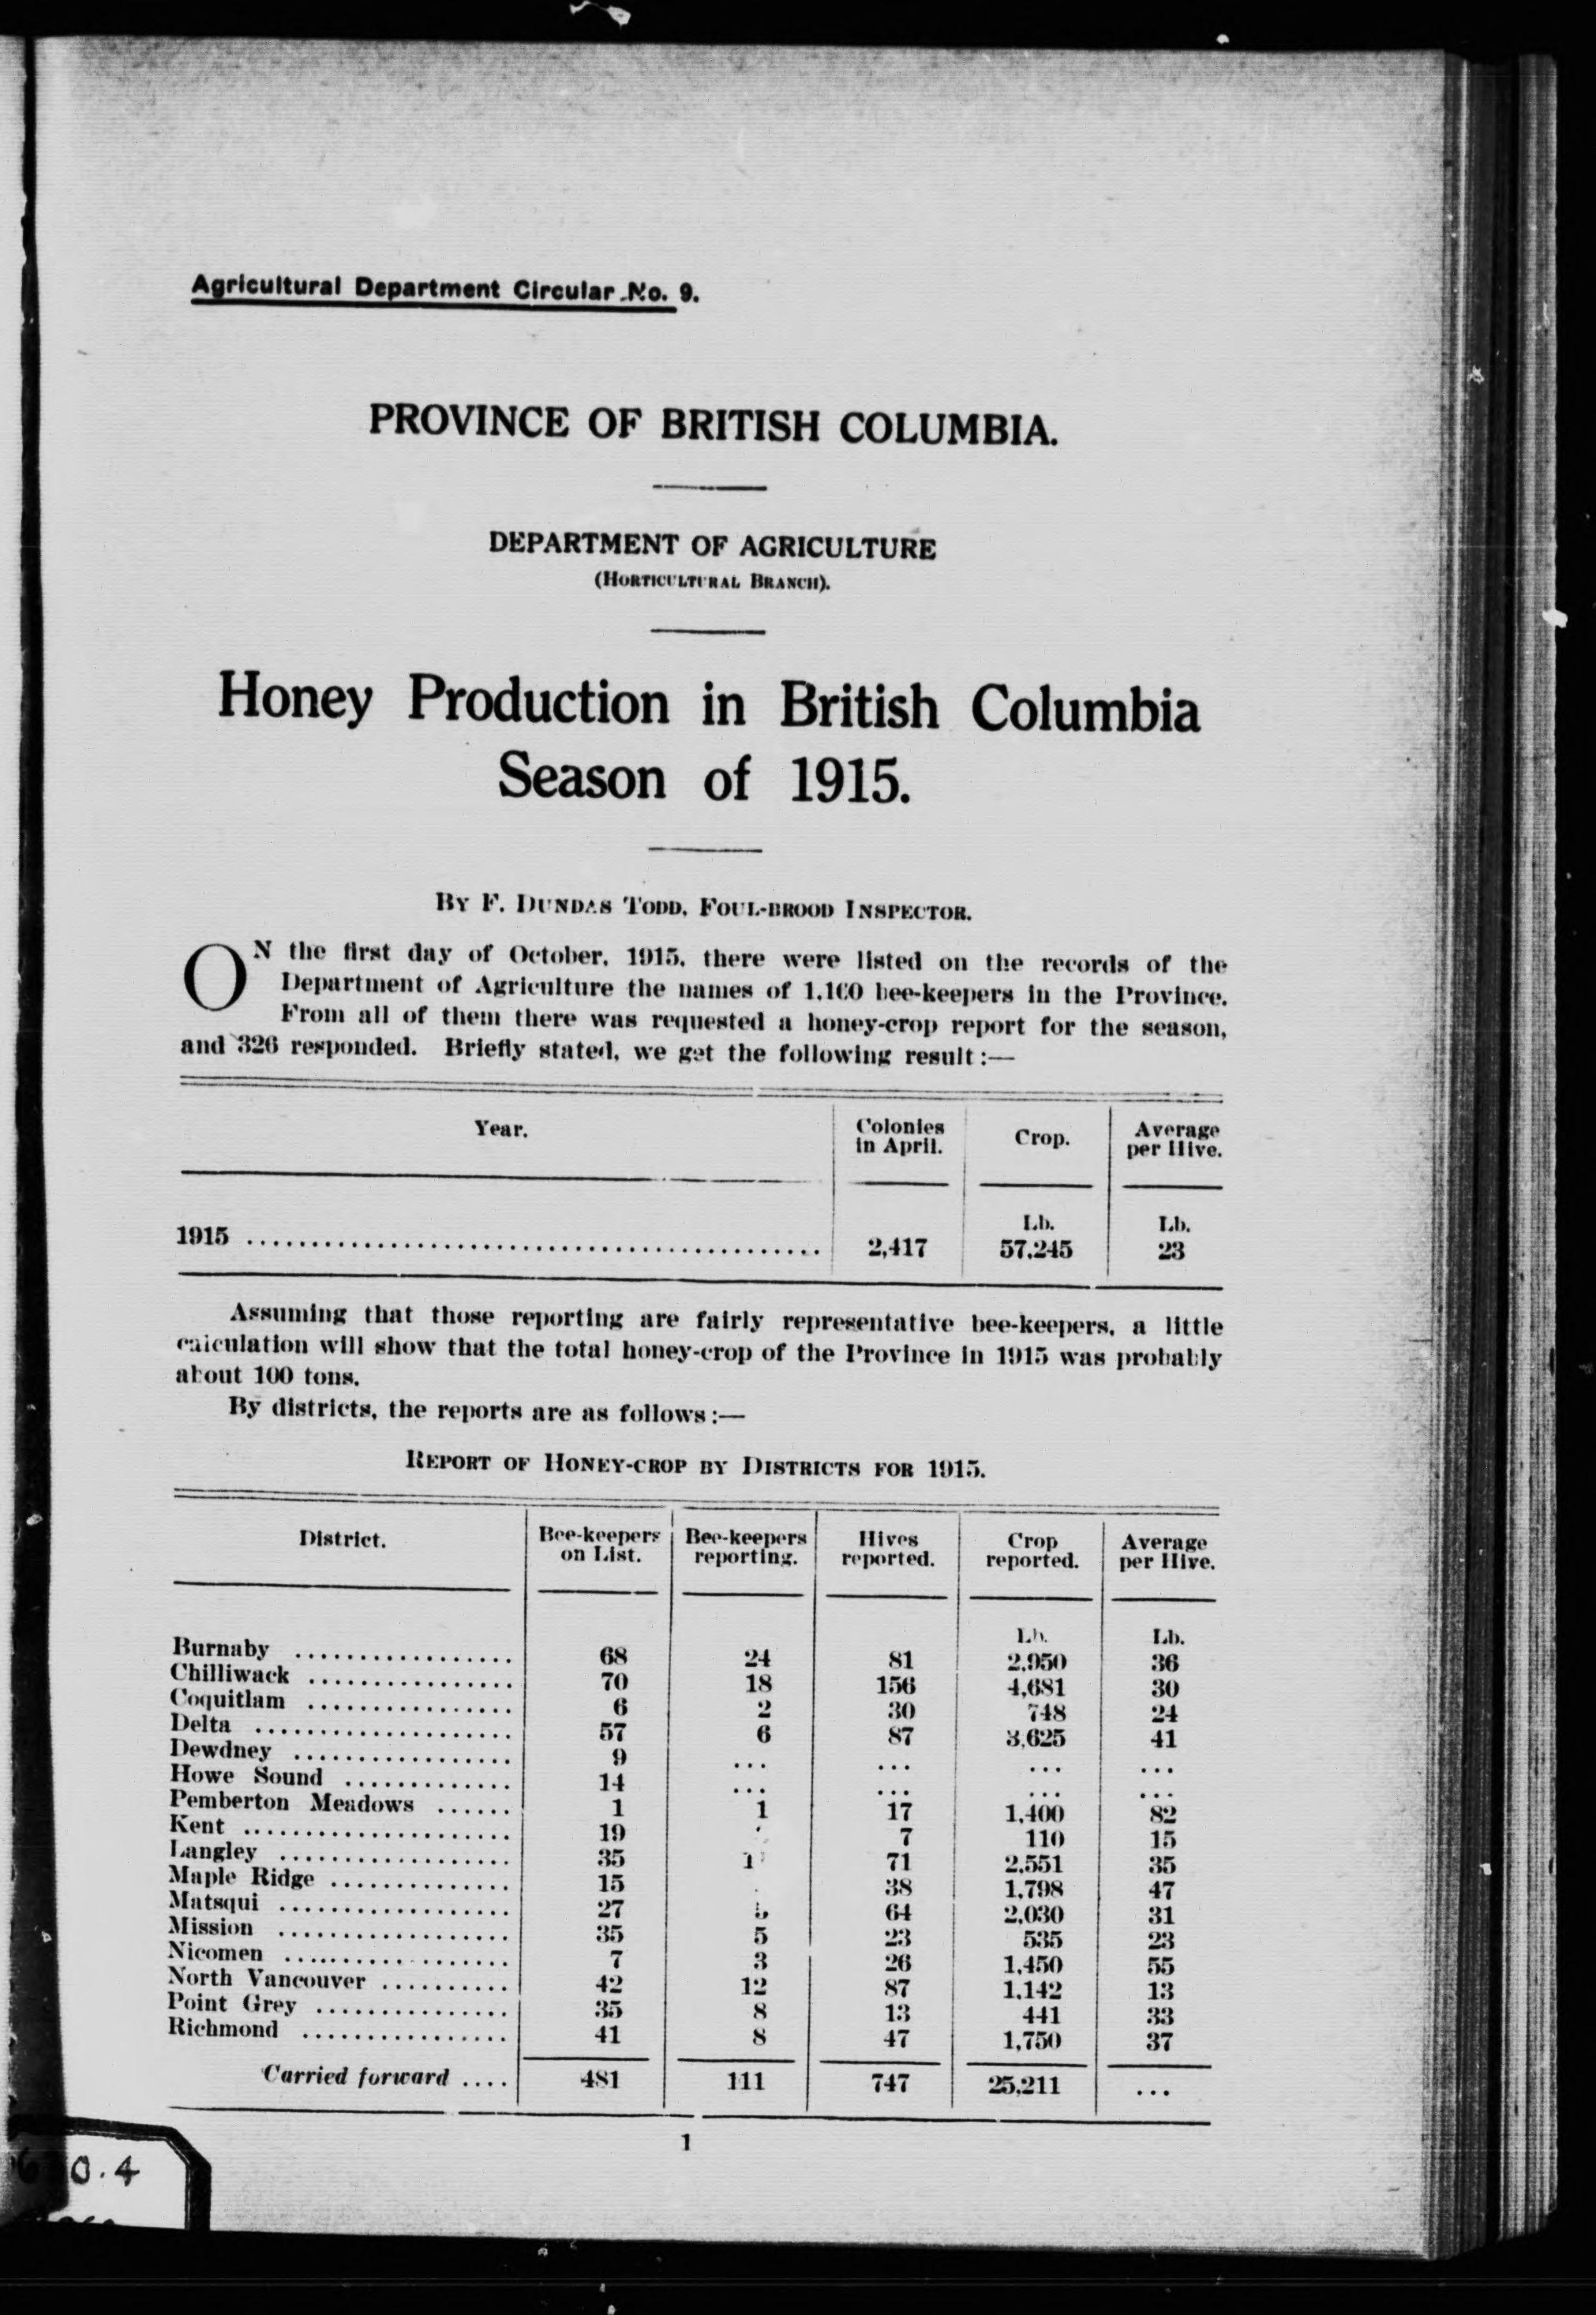 Agricultural Department Circular No. 9.
PROVINCE OF BRITISH COLUMBIA.
DEPARTMENT OF AGRICULTURE
(HORTICULTURAL BRANCH).
Honey Production in British Columbia
Season of 1915.
BY F. DUNDAS TODD, FOUL-BROOD INSPECTOR.
ON the first day of October, 1915, there were listed on the records of the
Department of Agriculture the names of 1,160 bee-keepers in the Province.
From all of them there was requested a honey-crop report for the season,
and 326 responded. Briefly stated, we get the following result:—
Year. Colonies in April. Crop. Average per Hive.
Lb. Lb.
1915 .......... 2,417 57,245 23
Assuming that those reporting are fairly representative bee-keepers, a little
calculation will show that the total honey-crop of the Province in 1915 was probably
about 100 tons.
By districts, the reports are as follows:—
REPORT OF HONEY-CROP BY DISTRICTS FOR 1915.
District. Bee-keepers on List. Bee-keepers reporting. Hives reported. Crop reported. Average per Hive.
Lb. Lb.
Burnaby .......... 68 24 81 2,950 36
Chilliwack .......... 70 18 156 4,681 30
Coquitlam .......... 6 2 30 748 24
Delta .......... 57 6 87 3,625 41
Dewdney .......... 9 ... ... ... ...
Howe Sound .......... 14 ... ... ... ...
Pemberton Meadows ...... 1 1 17 1,400 82
Kent .......... 19 7 110 15
Langley .......... 35 71 2,551 35
Maple Ridge .......... 15 38 1,798 47
Matsqui .......... 27 64 2,030 31
Mission .......... 35 5 23 535 23
Nicomen .......... 7 3 26 1,450 55
North Vancouver .......... 42 12 87 1,142 13
Point Grey .......... 35 8 13 441 33
Richmond .......... 41 8 47 1,750 37
Carried forward .... 481 111 747 25,211 ...
1
0.4